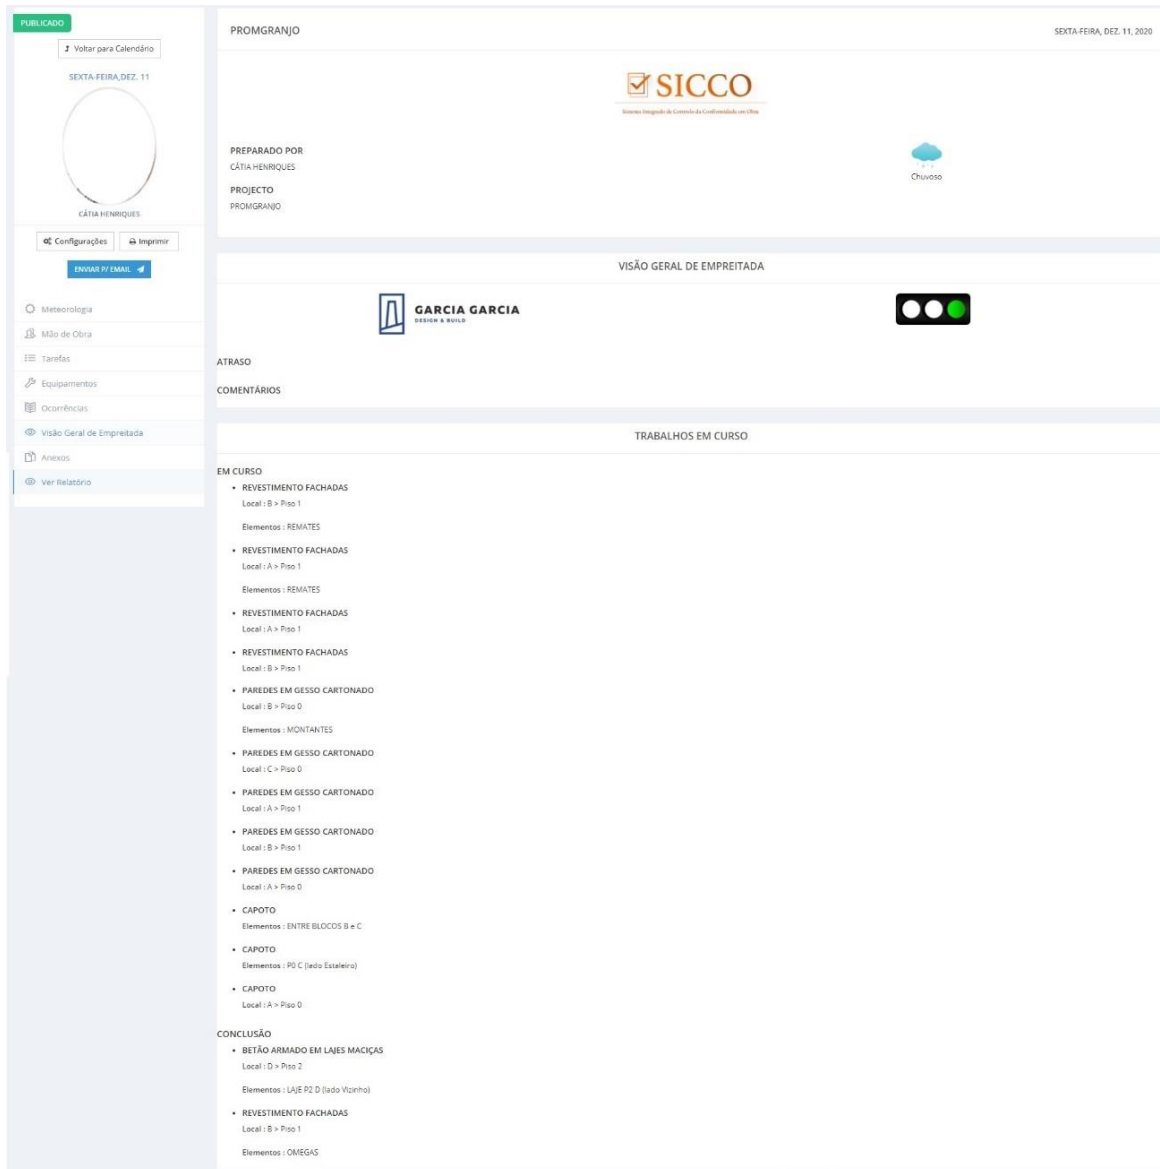 PUBLICADO
Voltar para Calendário
SEXTA-FEIRA,DEZ. 11
CÁTIA HENRIQUES
Configurações
Imprimir
ENVIAR P/ EMAIL
Meteorologia
Mão de Obra
Tarefas
Equipamentos
Ocorrências
Visão Geral de Empreitada
Anexos
Ver Relatório
PROMGRANJO
SEXTA-FEIRA, DEZ. 11, 2020
SICCO
Sistema Integrado de Controlo da Conformidade em Obra
PREPARADO POR
CÁTIA HENRIQUES
Chuvoso
PROJECTO
PROMGRANJO
VISÃO GERAL DE EMPREITADA
GARCIA GARCIA
DESIGN & BUILD
ATRASO
COMENTÁRIOS
TRABALHOS EM CURSO
EM CURSO
• REVESTIMENTO FACHADAS
Local : B > Piso 1
Elementos : REMATES
• REVESTIMENTO FACHADAS
Local : A > Piso 1
Elementos : REMATES
• REVESTIMENTO FACHADAS
Local : A > Piso 1
• REVESTIMENTO FACHADAS
Local : B > Piso 1
• PAREDES EM GESSO CARTONADO
Local : B > Piso 0
Elementos : MONTANTES
• PAREDES EM GESSO CARTONADO
Local : C > Piso 0
• PAREDES EM GESSO CARTONADO
Local : A > Piso 1
• PAREDES EM GESSO CARTONADO
Local : B > Piso 1
• PAREDES EM GESSO CARTONADO
Local : A > Piso 0
• CAPOTO
Elementos : ENTRE BLOCOS B e C
• CAPOTO
Elementos : P0 C (lado Estaleiro)
• CAPOTO
Local : A > Piso 0
CONCLUSÃO
• BETÃO ARMADO EM LAJES MACIÇAS
Local : D > Piso 2
Elementos : LAJE P2 D (lado Vizinho)
• REVESTIMENTO FACHADAS
Local : B > Piso 1
Elementos : OMEGAS